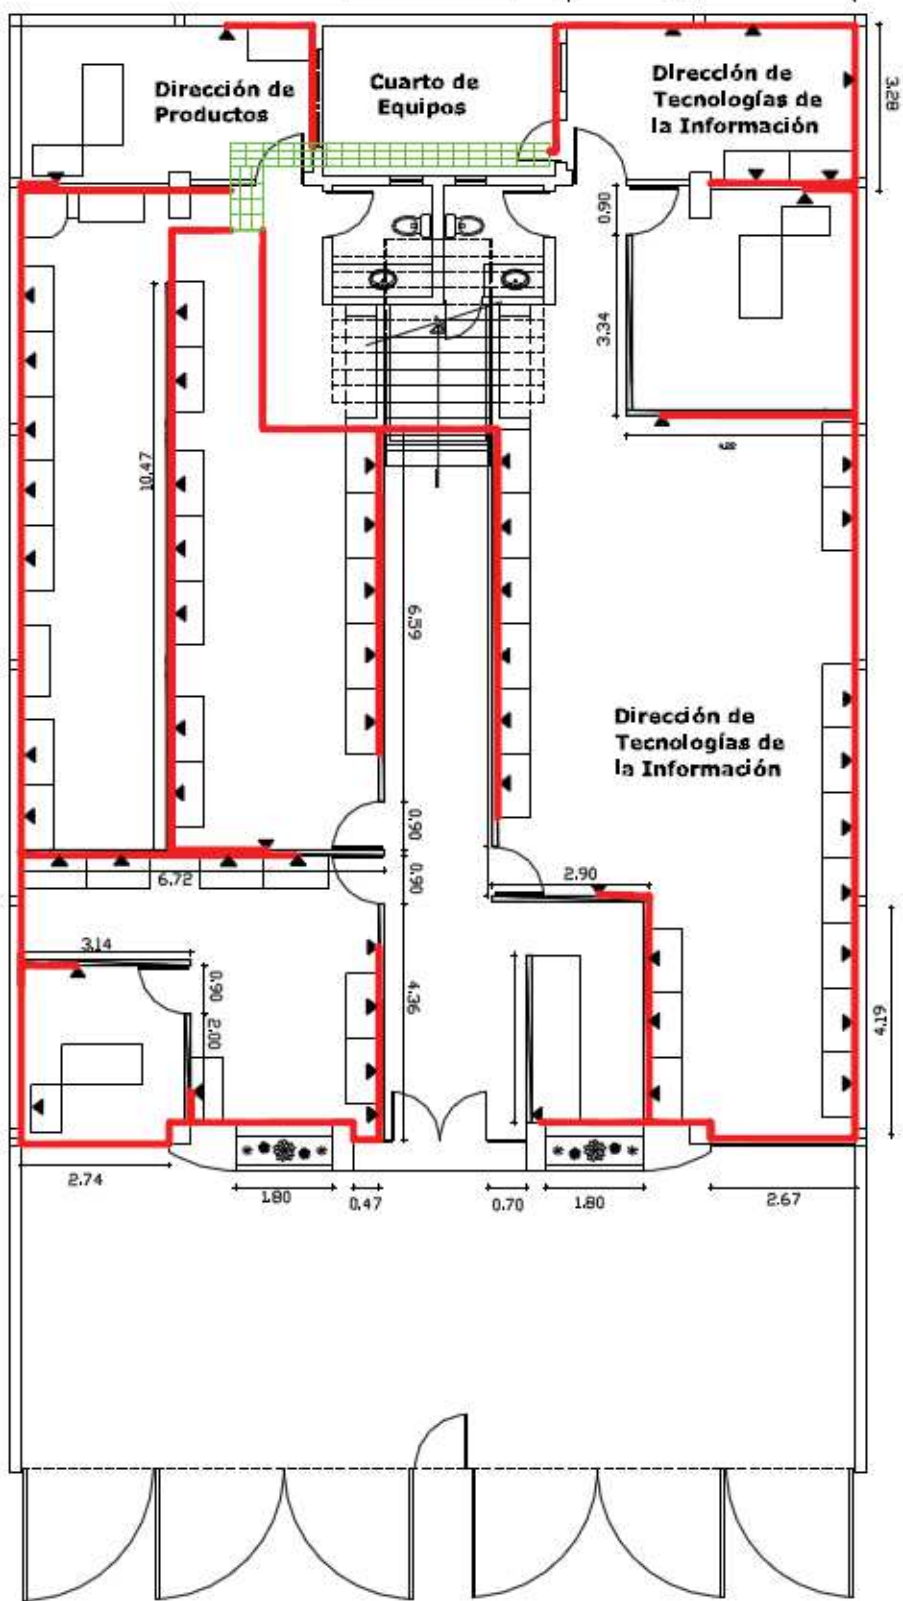 Dirección de
Productos
Cuarto de
Equipos
Dirección de
Tecnologías de
la Información
3.28
0.90
3.34
10.47
6.59
Dirección de
Tecnologías de
la Información
0.90
6.72
0.90
2.90
3.14
0.90
2.00
4.36
4.19
2.74
1.80
0.47
0.70
1.80
2.67